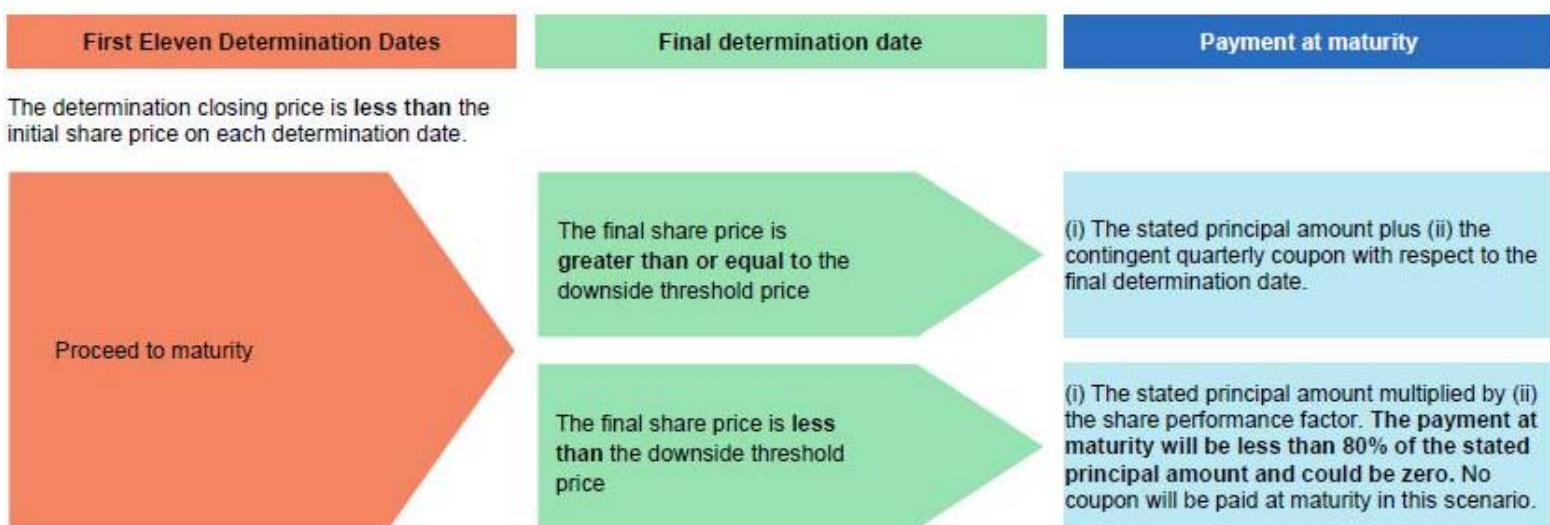 First Eleven Determination Dates
Final determination date
Payment at maturity
The determination closing price is less than the
initial share price on each determination date.
Proceed to maturity
The final share price is
greater than or equal to the
downside threshold price
(i) The stated principal amount plus (ii) the
contingent quarterly coupon with respect to the
final determination date.
The final share price is less
than the downside threshold
price
(i) The stated principal amount multiplied by (ii)
the share performance factor. The payment at
maturity will be less than 80% of the stated
principal amount and could be zero. No
coupon will be paid at maturity in this scenario.